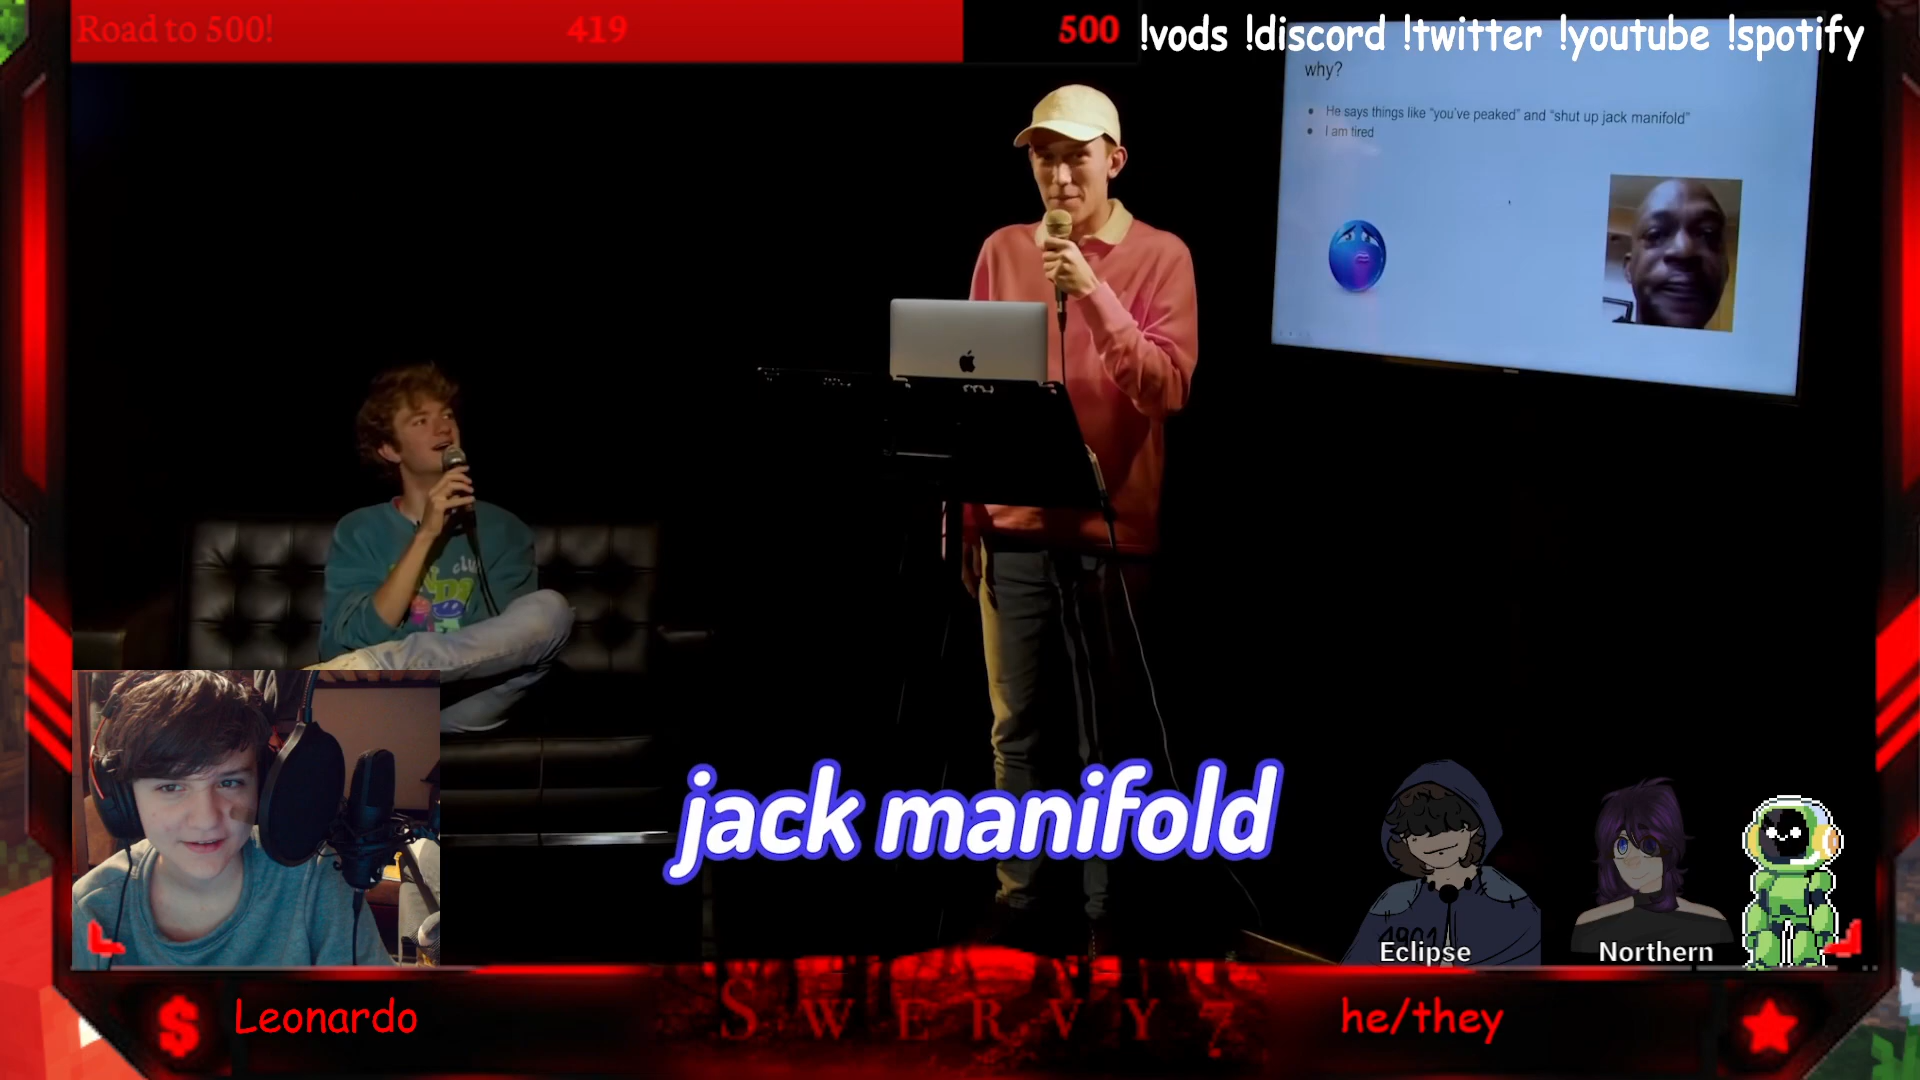 Road to 500!
419
500
!vods !discord !twitter !youtube !spotify
why?
He says things like “you’ve peaked” and “shut up jack manifold”
I am tired
jack manifold
Eclipse
Northern
$ Leonardo
SWERVY7
he/they